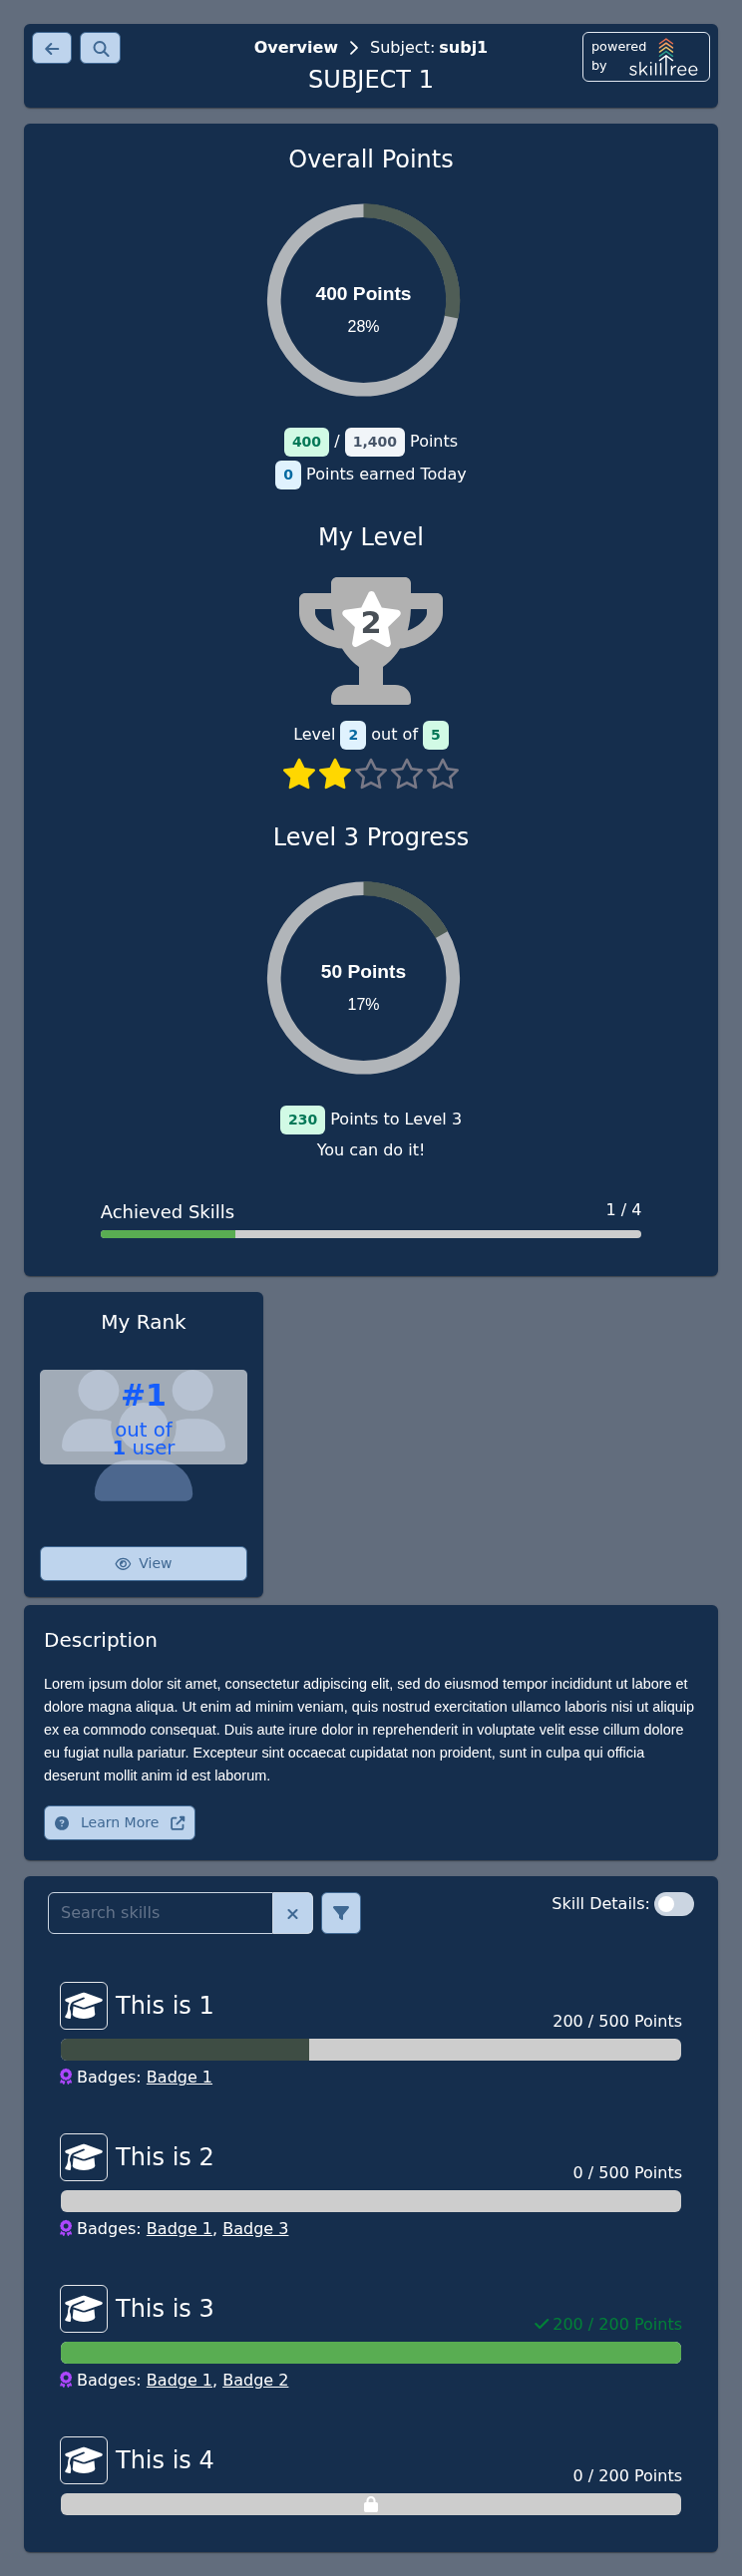 Overview > Subject: subj1
SUBJECT 1
powered
by
skilltree
Overall Points
400 Points
28%
400 / 1,400 Points
0 Points earned Today
My Level
2
Level 2 out of 5
Level 3 Progress
50 Points
17%
230 Points to Level 3
You can do it!
Achieved Skills 1 / 4
My Rank
#1
out of
1 user
View
Description
Lorem ipsum dolor sit amet, consectetur adipiscing elit, sed do eiusmod tempor incididunt ut labore et
dolore magna aliqua. Ut enim ad minim veniam, quis nostrud exercitation ullamco laboris nisi ut aliquip
ex ea commodo consequat. Duis aute irure dolor in reprehenderit in voluptate velit esse cillum dolore
eu fugiat nulla pariatur. Excepteur sint occaecat cupidatat non proident, sunt in culpa qui officia
deserunt mollit anim id est laborum.
Learn More
Search skills
Skill Details:
This is 1
200 / 500 Points
Badges: Badge 1
This is 2
0 / 500 Points
Badges: Badge 1, Badge 3
This is 3
200 / 200 Points
Badges: Badge 1, Badge 2
This is 4
0 / 200 Points